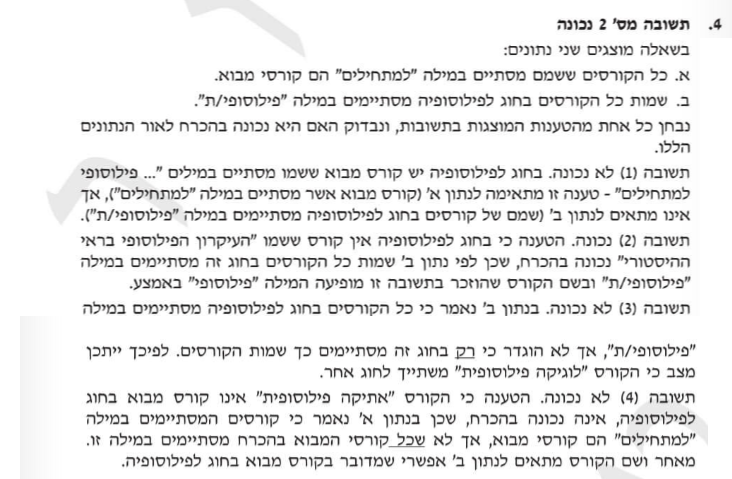 4. תשובה מס' 2 נכונה
בשאלה מוצגים שני נתונים:
א. כל הקורסים ששמם מסתיים במילה "למתחילים" הם קורסי מבוא.
ב. שמות כל הקורסים בחוג לפילוסופיה מסתיימים במילה "פילוסופי/ת".
נבחן כל אחת מהטענות המוצגות בתשובות, ונבדוק האם היא נכונה בהכרח לאור הנתונים
הללו.
תשובה (1) לא נכונה. בחוג לפילוסופיה יש קורס מבוא ששמו מסתיים במילים "... פילוסופי
למתחילים" - טענה זו מתאימה לנתון א' (קורס מבוא אשר מסתיים במילה "למתחילים"), אך
אינו מתאים לנתון ב' (שמם של קורסים בחוג לפילוסופיה מסתיימים במילה "פילוסופי/ת").
תשובה (2) נכונה. הטענה כי בחוג לפילוסופיה אין קורס ששמו "העיקרון הפילוסופי בראי
ההיסטורי" נכונה בהכרח, שכן לפי נתון ב' שמות כל הקורסים בחוג זה מסתיימים במילה
"פילוסופי/ת" ובשם הקורס שהוזכר בתשובה זו מופיעה המילה "פילוסופי" באמצע.
תשובה (3) לא נכונה. בנתון ב' נאמר כי כל הקורסים בחוג לפילוסופיה מסתיימים במילה
"פילוסופי/ת", אך לא הוגדר כי רק בחוג זה מסתיימים כך שמות הקורסים. לפיכך ייתכן
מצב כי הקורס "לוגיקה פילוסופית" משתייך לחוג אחר.
תשובה (4) לא נכונה. הטענה כי הקורס "אתיקה פילוסופית" אינו קורס מבוא בחוג
לפילוסופיה, אינה נכונה בהכרח, שכן בנתון א' נאמר כי קורסים המסתיימים במילה
"למתחילים" הם קורסי מבוא, אך לא שכל קורסי המבוא בהכרח מסתיימים במילה זו.
מאחר ושם הקורס מתאים לנתון ב' אפשרי שמדובר בקורס מבוא בחוג לפילוסופיה.